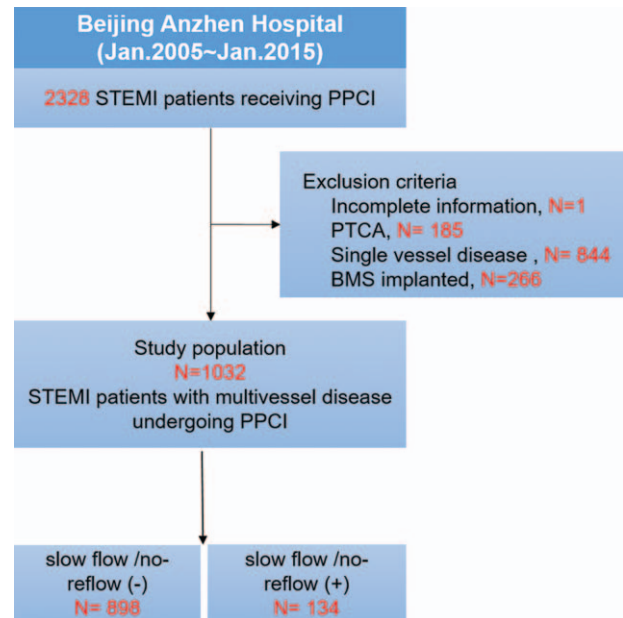 Beijing Anzhen Hospital
(Jan.2005~Jan.2015)
2328 STEMI patients receiving PPCI
Exclusion criteria
Incomplete information, N=1
PTCA, N= 185
Single vessel disease , N= 844
BMS implanted, N=266
Study population
N=1032
STEMI patients with multivessel disease
undergoing PPCI
slow flow /no-
reflow (-)
N= 898
slow flow /no-
reflow (+)
N= 134